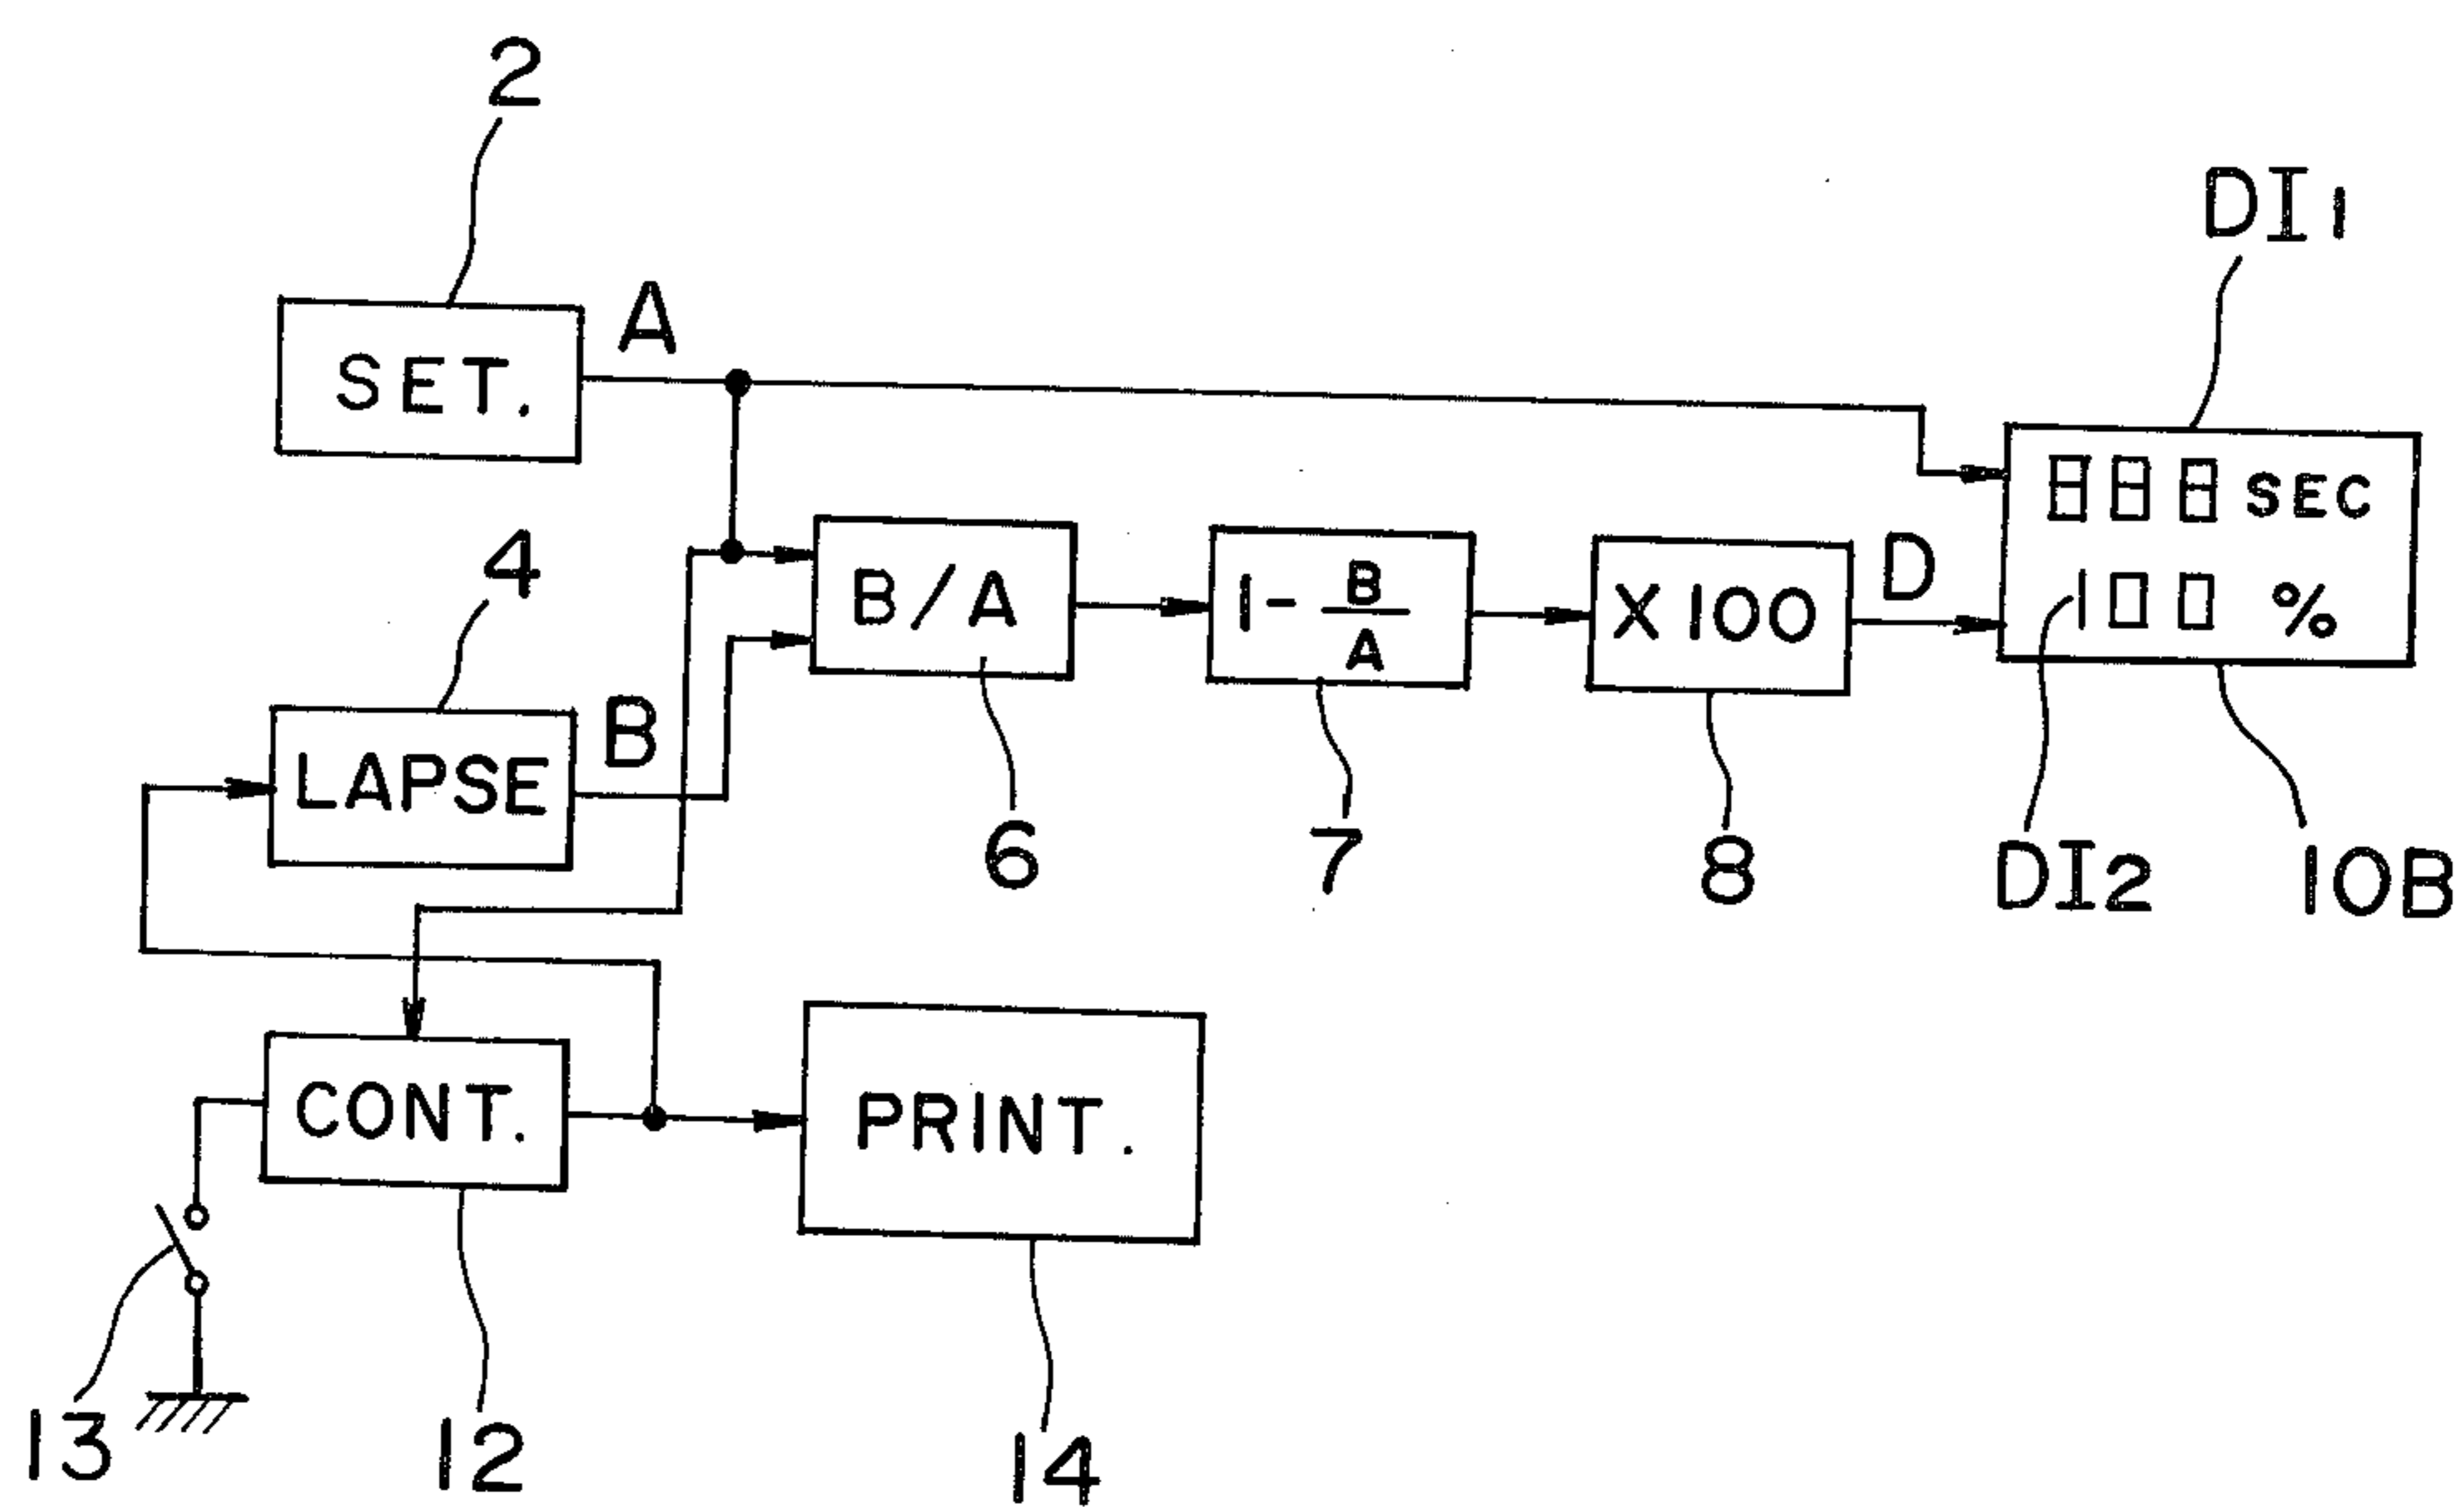 2
DI1
A
SET.
888 SEC
4
D
B/A
1 - B/A
X100
100 %
B
LAPSE
6
7
8
DI2
10B
CONT.
PRINT.
13
12
14